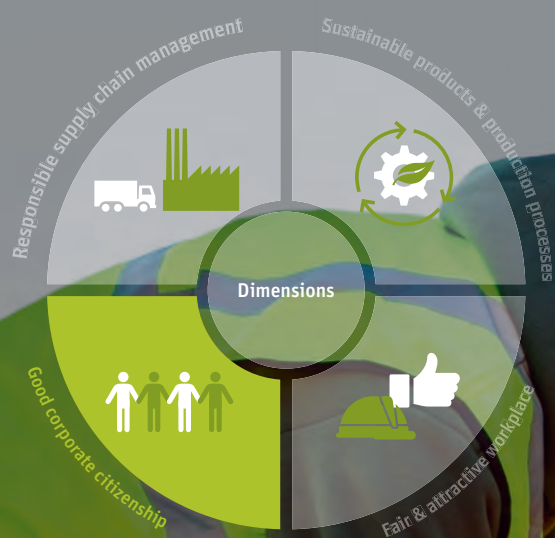 Responsible supply chain management
Sustainable products & production processes
Dimensions
Good corporate citizenship
Fair & attractive workplace